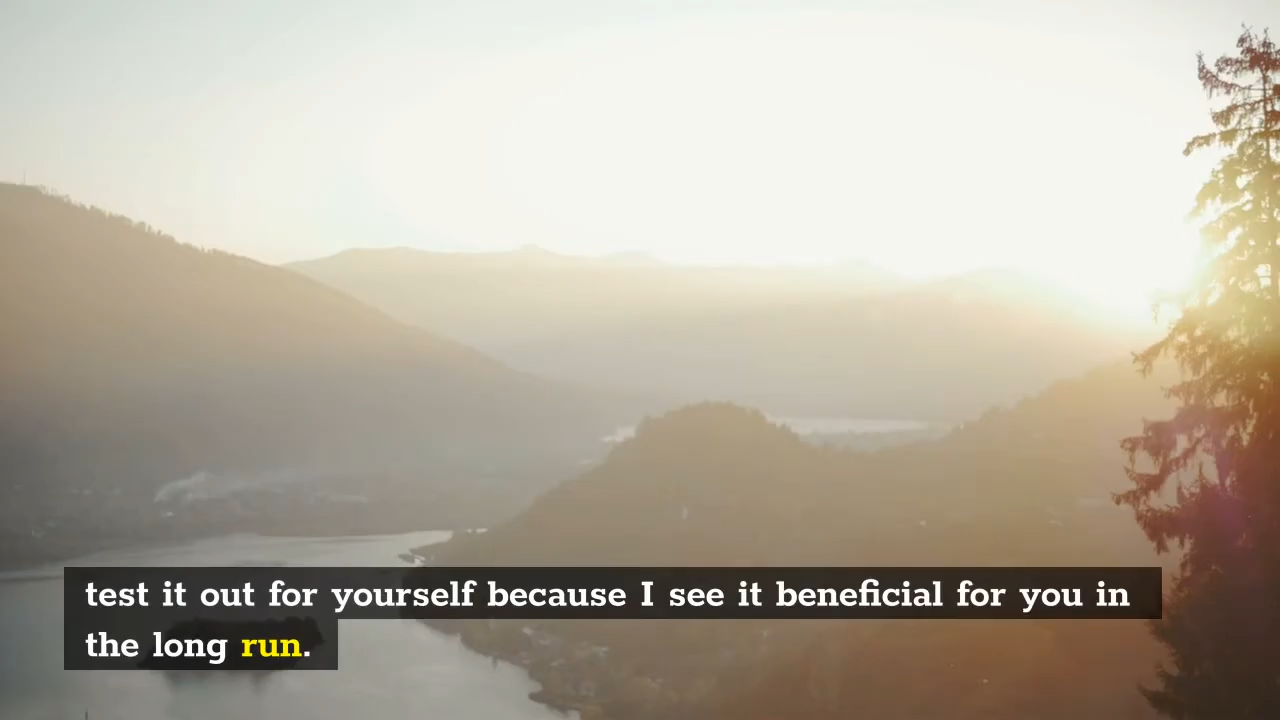 test it out for yourself because I see it beneficial for you in
the long run.